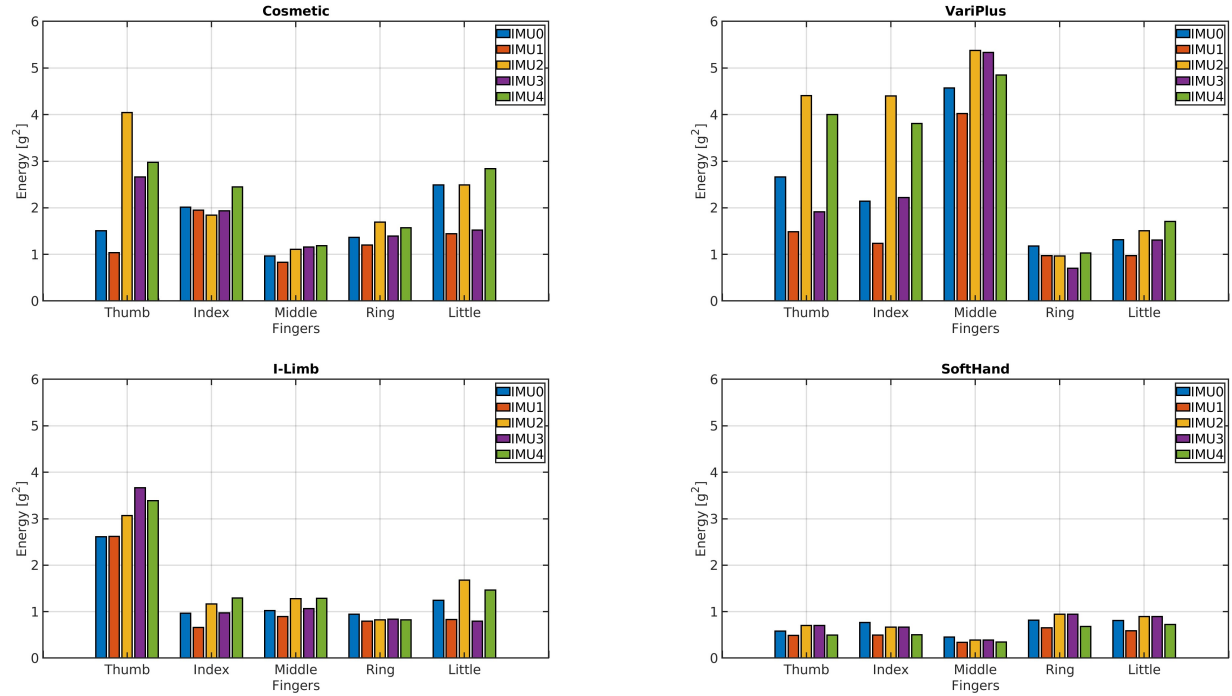 Cosmetic
Energy [g²]
6
5
4
3
2
1
0
IMU0
IMU1
IMU2
IMU3
IMU4
Thumb Index Middle Ring Little
Fingers
VariPlus
Energy [g²]
6
5
4
3
2
1
0
IMU0
IMU1
IMU2
IMU3
IMU4
Thumb Index Middle Ring Little
Fingers
I-Limb
Energy [g²]
6
5
4
3
2
1
0
IMU0
IMU1
IMU2
IMU3
IMU4
Thumb Index Middle Ring Little
Fingers
SoftHand
Energy [g²]
6
5
4
3
2
1
0
IMU0
IMU1
IMU2
IMU3
IMU4
Thumb Index Middle Ring Little
Fingers